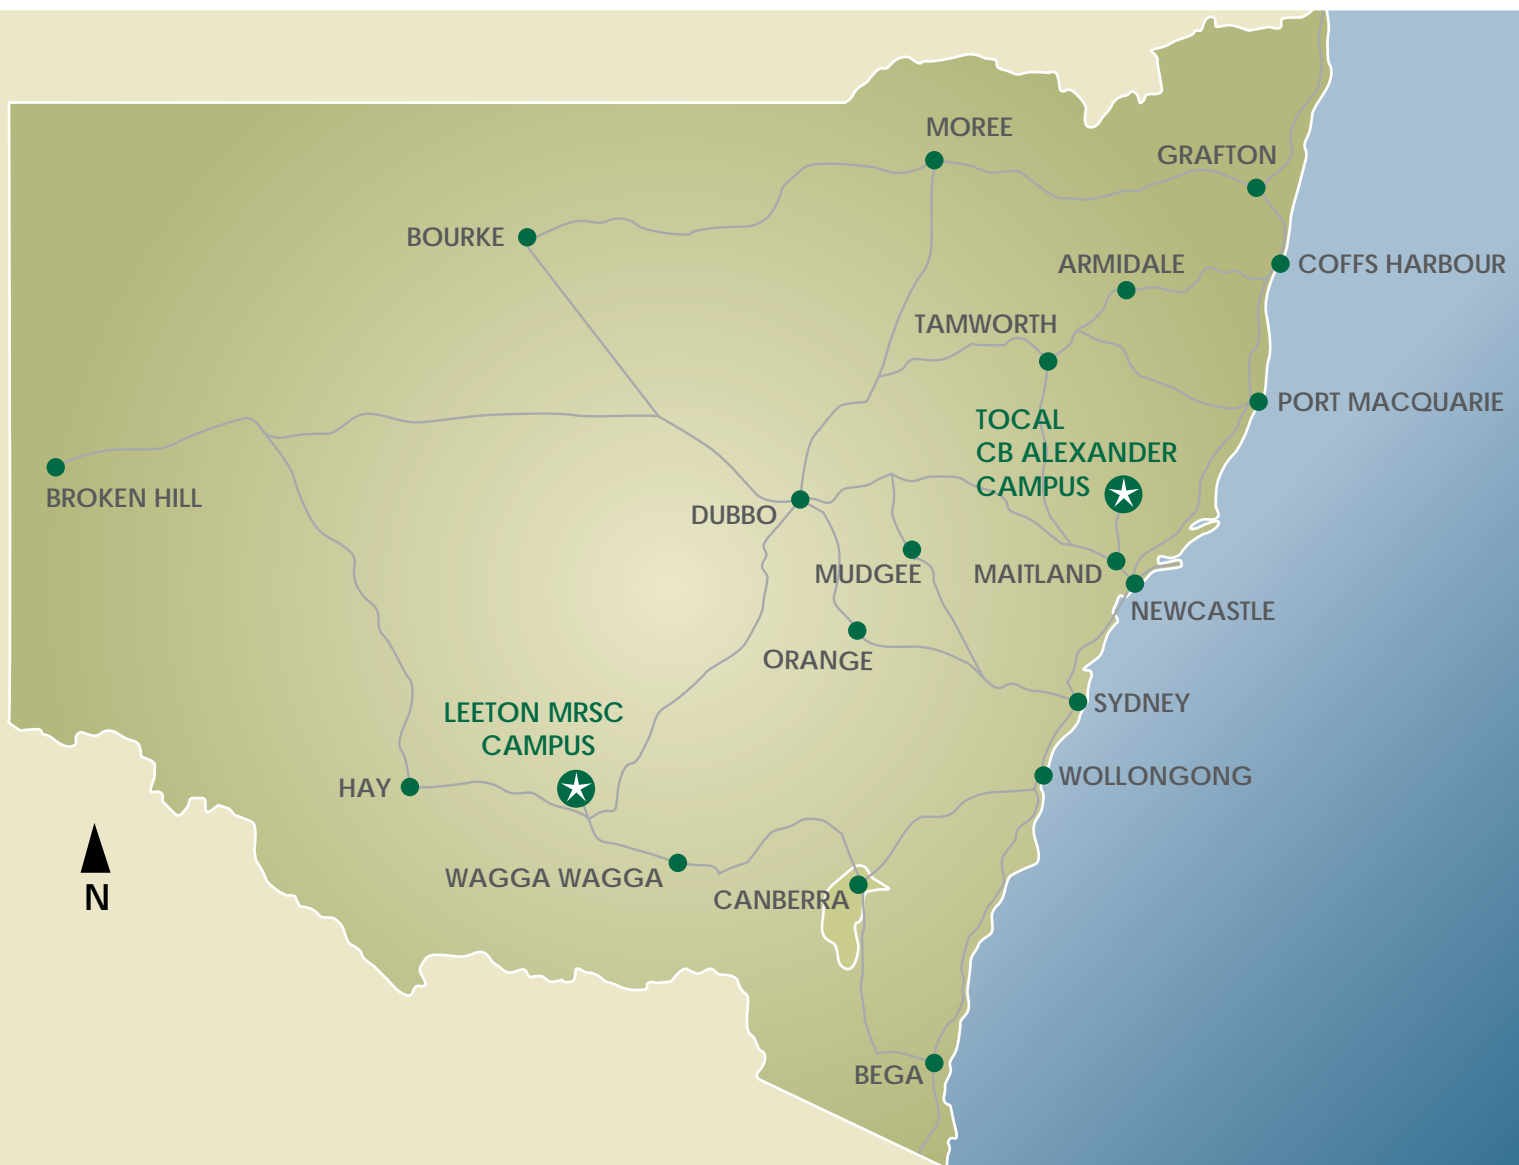 MOREE
GRAFTON
BOURKE
ARMIDALE
COFFS HARBOUR
TAMWORTH
PORT MACQUARIE
TOCAL
CB ALEXANDER
CAMPUS
BROKEN HILL
DUBBO
MUDGEE
MAITLAND
NEWCASTLE
ORANGE
SYDNEY
LEETON MRSC
CAMPUS
HAY
WOLLONGONG
WAGGA WAGGA
CANBERRA
N
BEGA